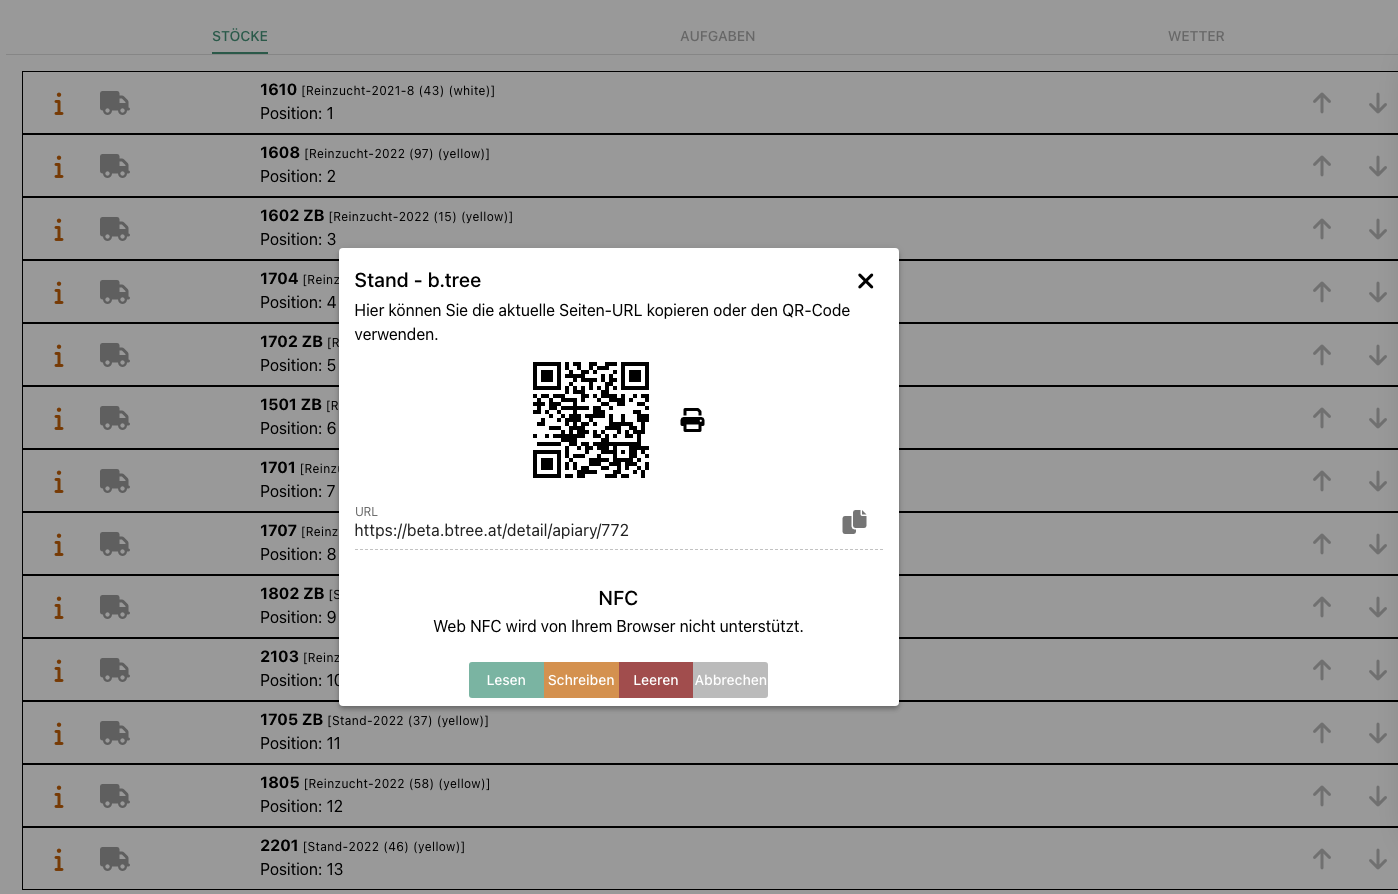 STÖCKE
AUFGABEN
WETTER
1610 [Reinzucht-2021-8 (43) (white)]
Position: 1
1608 [Reinzucht-2022 (97) (yellow)]
Position: 2
1602 ZB [Reinzucht-2022 (15) (yellow)]
Position: 3
1704 [Reinz
Position: 4
1702 ZB [R
Position: 5
1501 ZB [R
Position: 6
1701 [Reinz
Position: 7
1707 [Reinz
Position: 8
1802 ZB [S
Position: 9
2103 [Reinz
Position: 10
1705 ZB [Stand-2022 (37) (yellow)]
Position: 11
1805 [Reinzucht-2022 (58) (yellow)]
Position: 12
2201 [Stand-2022 (46) (yellow)]
Position: 13
Stand - b.tree
Hier können Sie die aktuelle Seiten-URL kopieren oder den QR-Code
verwenden.
URL
https://beta.btree.at/detail/apiary/772
NFC
Web NFC wird von Ihrem Browser nicht unterstützt.
Lesen
Schreiben
Leeren
Abbrechen